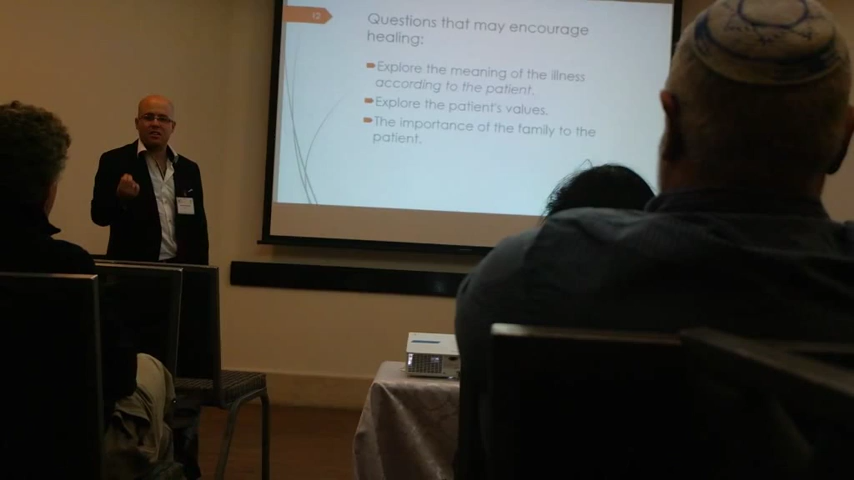 12
Questions that may encourage
healing:
Explore the meaning of the illness
according to the patient.
Explore the patient's values.
The importance of the family to the
patient.